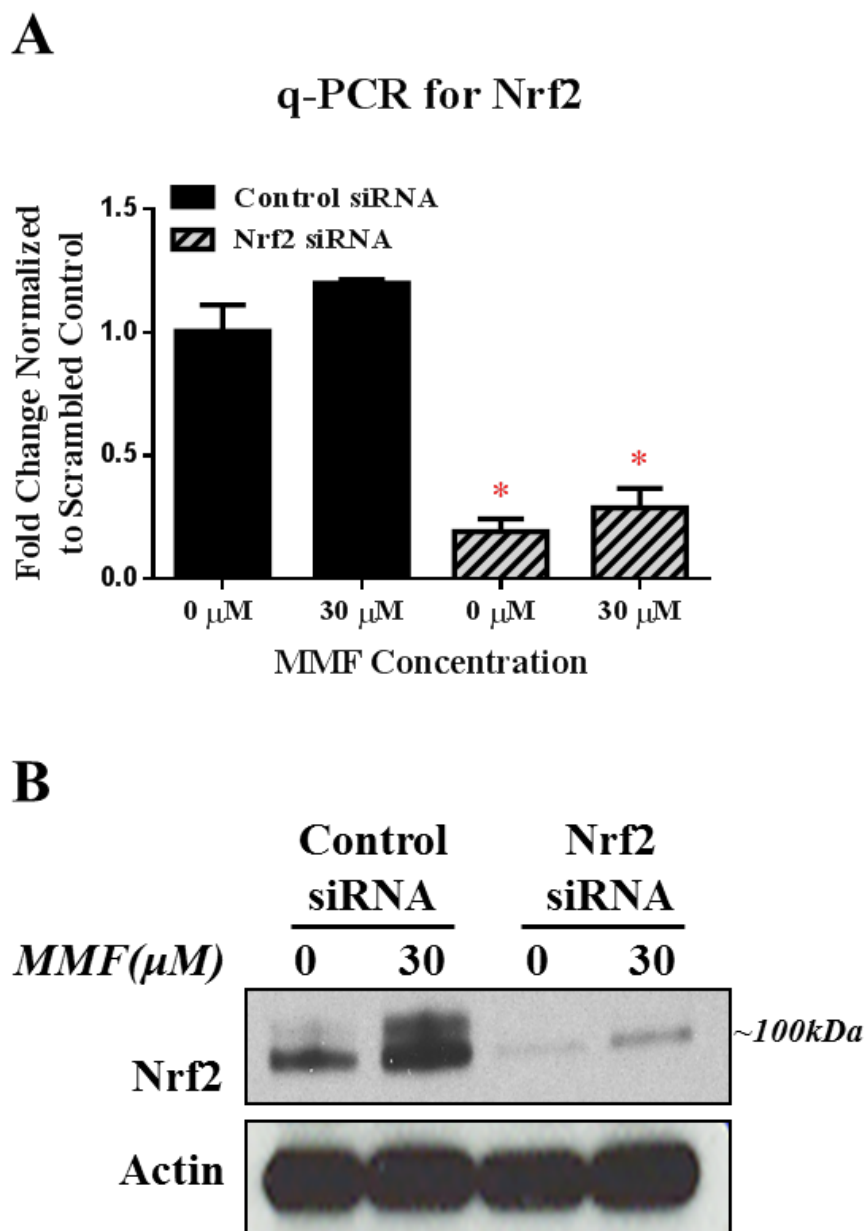 A
q-PCR for Nrf2
Fold Change Normalized
to Scrambled Control
1.5
1.0
0.5
0.0
Control siRNA
Nrf2 siRNA
*
*
0 μM
30 μM
0 μM
30 μM
MMF Concentration
B
Control
siRNA
Nrf2
siRNA
MMF(μM) 0 30 0 30
~100kDa
Nrf2
Actin